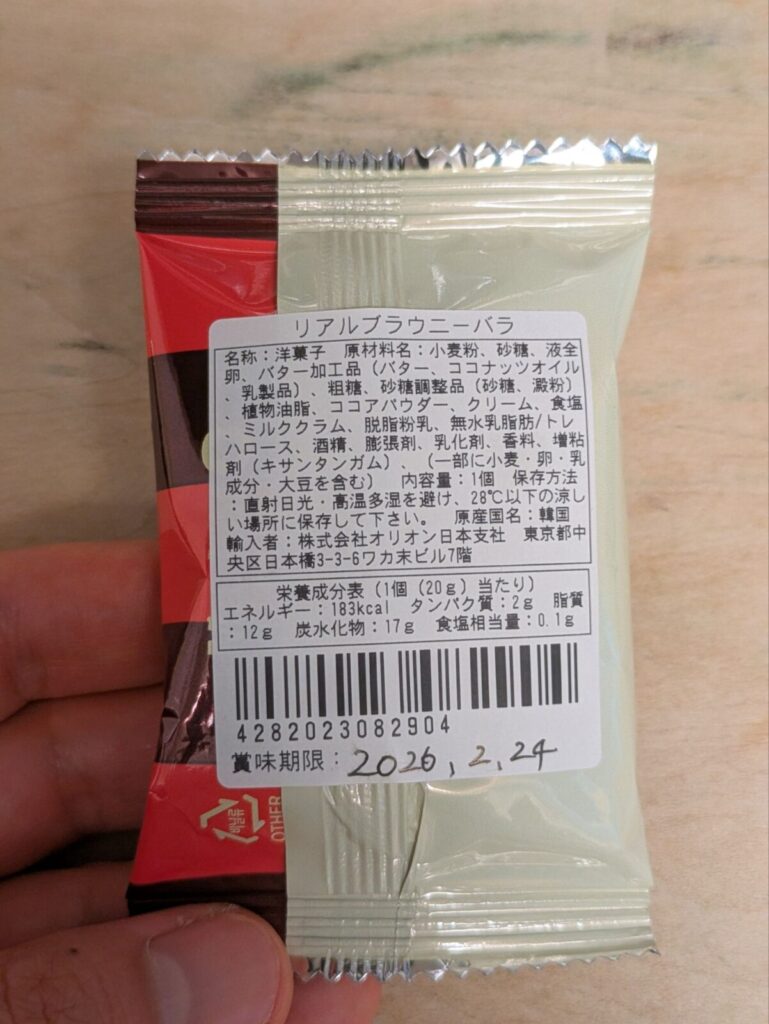 リアルブラウニーバラ
名称：洋菓子　原材料名：小麦粉、砂糖、液全
卵、バター加工品（バター、ココナッツオイル
、乳製品）、粗糖、砂糖調整品（砂糖、澱粉）
、植物油脂、ココアパウダー、クリーム、食塩
、ミルククラム、脱脂粉乳、無水乳脂肪/トレ
ハロース、酒精、膨張剤、乳化剤、香料、増粘
剤（キサンタンガム）、（一部に小麦・卵・乳
成分・大豆を含む）　内容量：1個　保存方法
：直射日光・高温多湿を避け、28℃以下の涼し
い場所に保存して下さい。　原産国名：韓国
輸入者：株式会社オリオン日本支社　東京都中
央区日本橋3-3-6ワカ末ビル7階
栄養成分表（1個（20g）当たり）
エネルギー：183kcal　タンパク質：2g　脂質
：12g　炭水化物：17g　食塩相当量：0.1g
4282023082904
賞味期限：2026,2,24
비닐류
OTHER